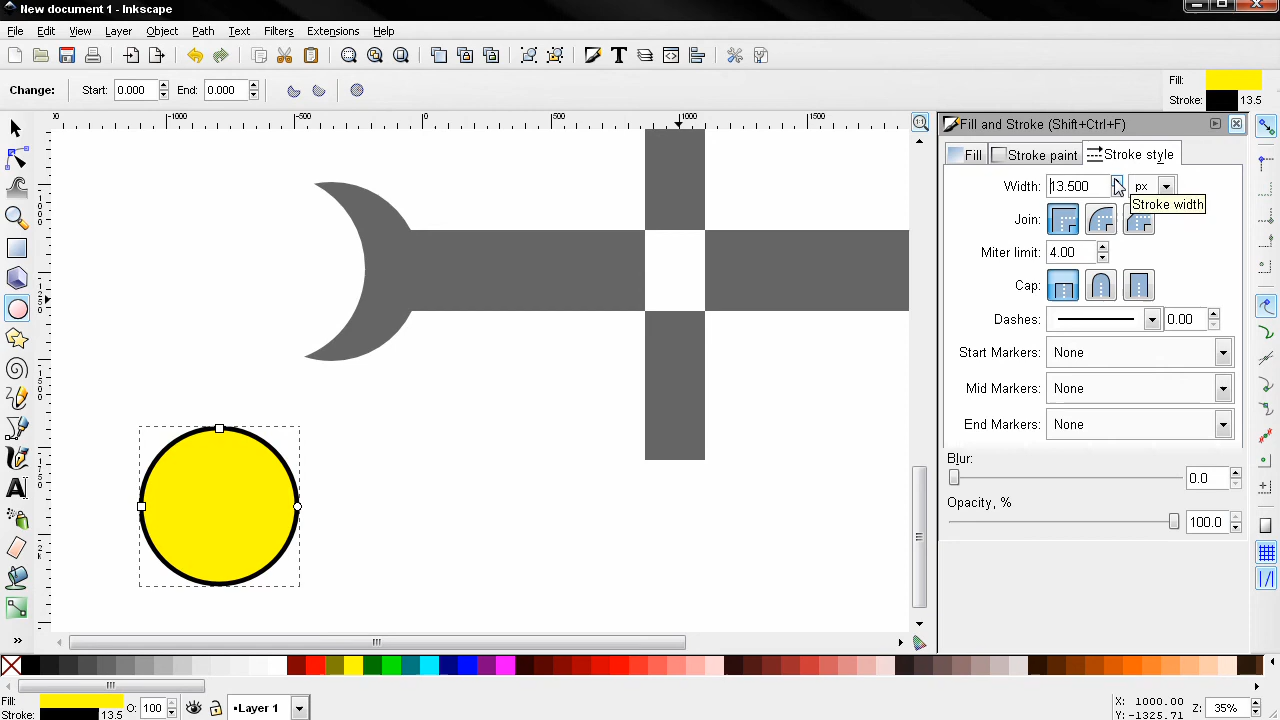 New document 1 - Inkscape
File Edit View Layer Object Path Text Filters Extensions Help
Change: Start: 0.000 End: 0.000
Fill:
Stroke: 13.5
-1000 -500 0 500 1000 1500
Fill and Stroke (Shift+Ctrl+F)
Fill Stroke paint Stroke style
Width: 13.500 px
Stroke width
Join:
Miter limit: 4.00
Cap:
Dashes: 0.00
Start Markers: None
Mid Markers: None
End Markers: None
Blur:
0.0
Opacity, %
100.0
Fill:
Stroke: 13.5
O: 100
•Layer 1
X: 1000.00
Y: -1325.71
Z: 35%